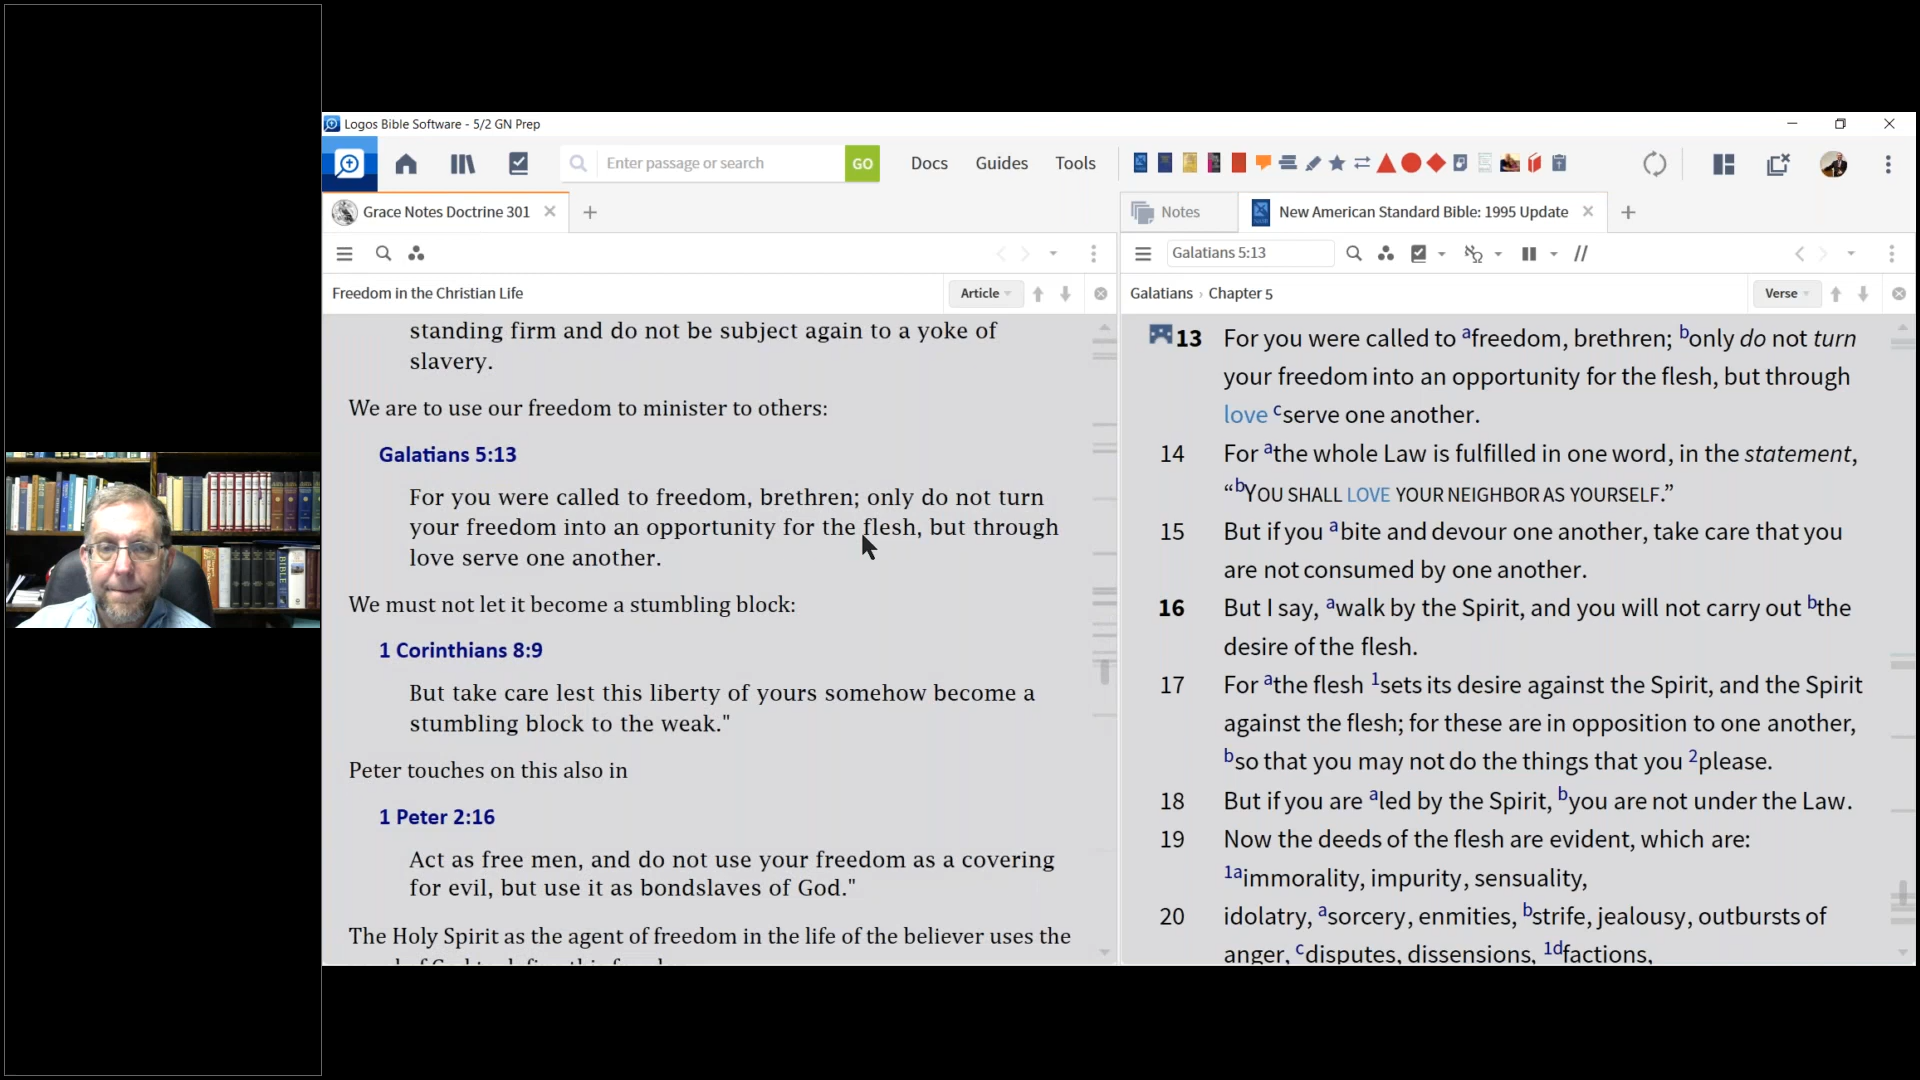 Logos Bible Software - 5/2 GN Prep
Enter passage or search
GO
Docs
Guides
Tools
Grace Notes Doctrine 301
Freedom in the Christian Life
Article
standing firm and do not be subject again to a yoke of
slavery.
We are to use our freedom to minister to others:
Galatians 5:13
For you were called to freedom, brethren; only do not turn
your freedom into an opportunity for the flesh, but through
love serve one another.
We must not let it become a stumbling block:
1 Corinthians 8:9
But take care lest this liberty of yours somehow become a
stumbling block to the weak."
Peter touches on this also in
1 Peter 2:16
Act as free men, and do not use your freedom as a covering
for evil, but use it as bondslaves of God."
The Holy Spirit as the agent of freedom in the life of the believer uses the
Notes
New American Standard Bible: 1995 Update
Galatians 5:13
Galatians › Chapter 5
Verse
13 For you were called to afreedom, brethren; bonly do not turn
your freedom into an opportunity for the flesh, but through
love cserve one another.
14 For athe whole Law is fulfilled in one word, in the statement,
“bYOU SHALL LOVE YOUR NEIGHBOR AS YOURSELF.”
15 But if you abite and devour one another, take care that you
are not consumed by one another.
16 But I say, awalk by the Spirit, and you will not carry out bthe
desire of the flesh.
17 For athe flesh 1sets its desire against the Spirit, and the Spirit
against the flesh; for these are in opposition to one another,
bso that you may not do the things that you 2please.
18 But if you are aled by the Spirit, byou are not under the Law.
19 Now the deeds of the flesh are evident, which are:
1aimmorality, impurity, sensuality,
20 idolatry, asorcery, enmities, bstrife, jealousy, outbursts of
anger, cdisputes, dissensions, 1dfactions,
BIBLE